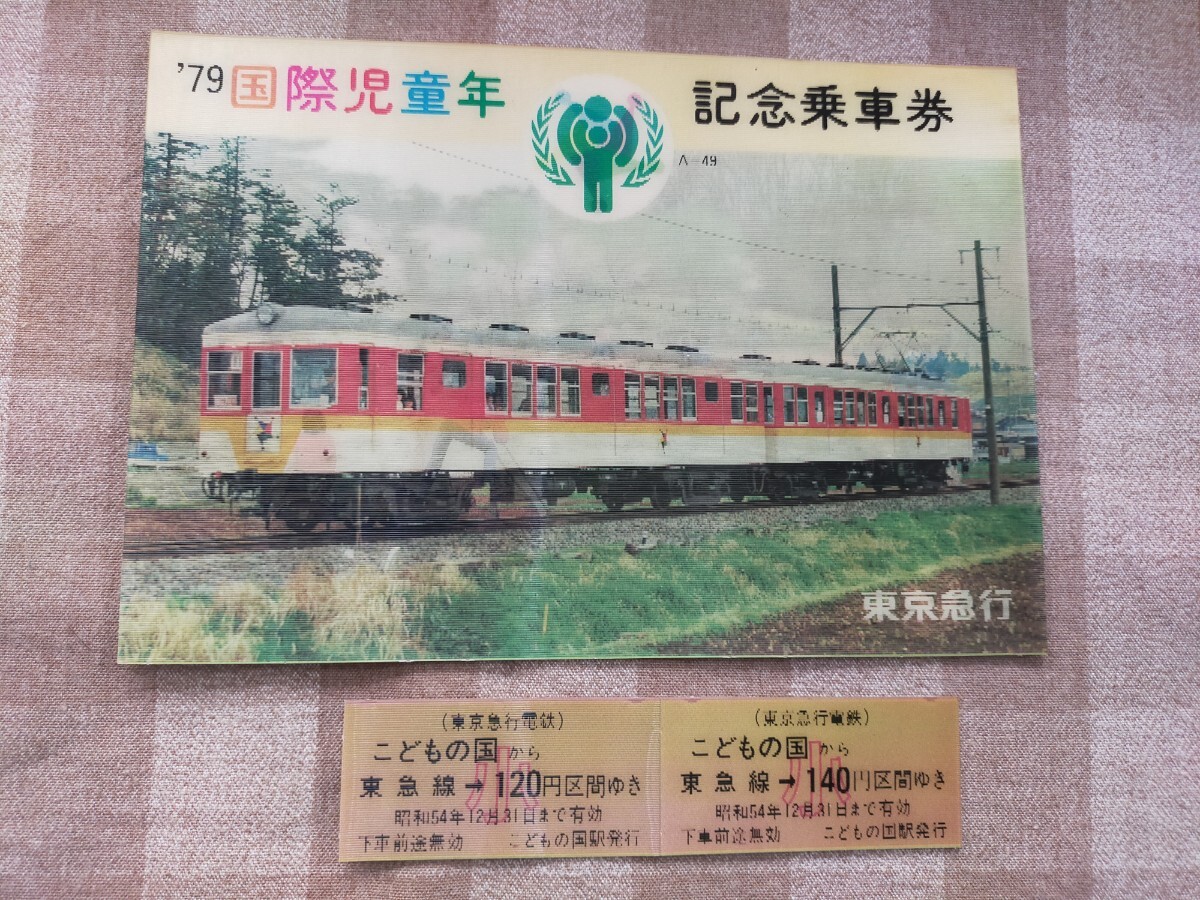 '79 国際児童年 記念乗車券
A-49
東京急行
(東京急行電鉄)
こどもの国から
東急線→120円区間ゆき
小
昭和54年12月31日まで有効
下車前途無効 こどもの国駅発行
(東京急行電鉄)
こどもの国から
東急線→140円区間ゆき
小
昭和54年12月31日まで有効
下車前途無効 こどもの国駅発行